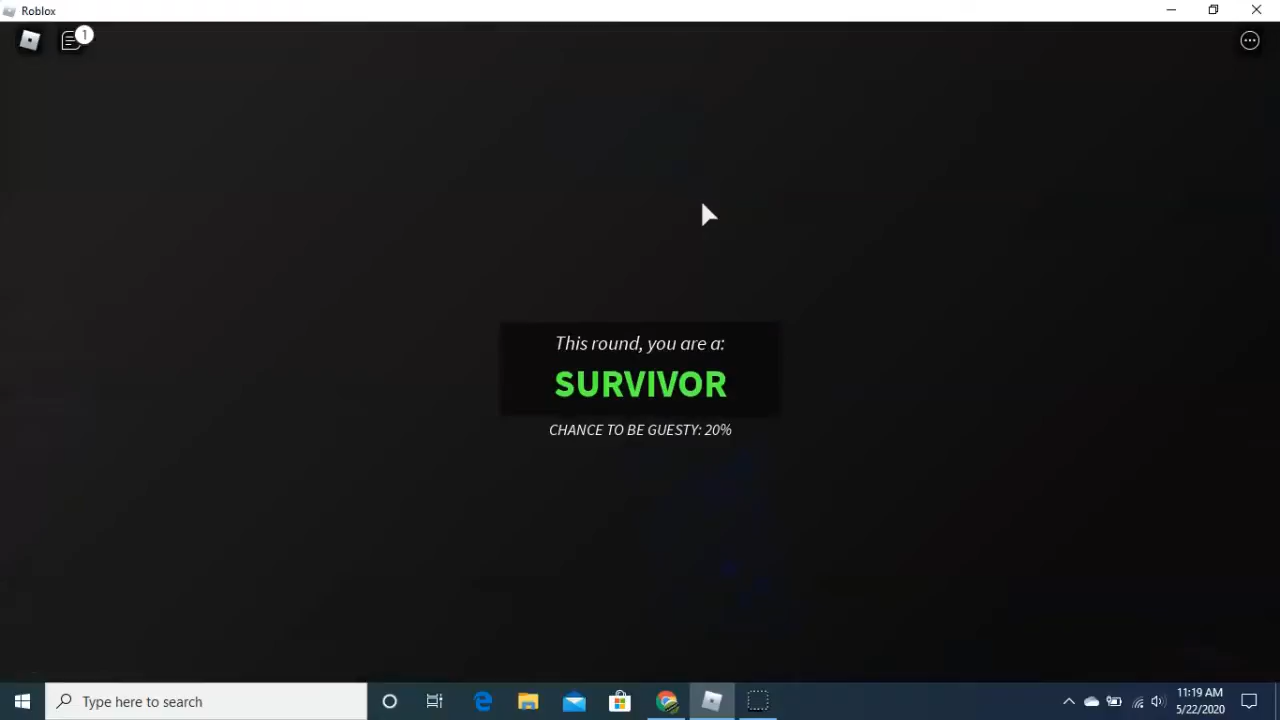 Roblox
1
This round, you are a:
SURVIVOR
CHANCE TO BE GUESTY: 20%
Type here to search
11:19 AM
5/22/2020